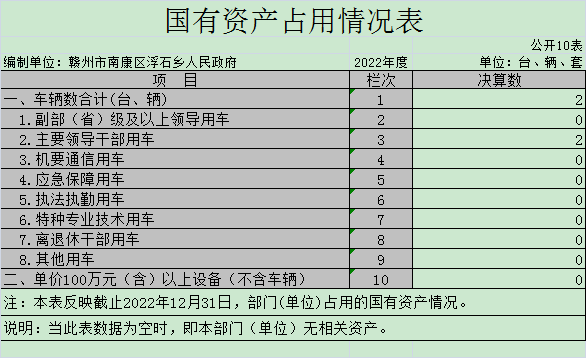 国有资产占用情况表
公开10表
编制单位：赣州市南康区浮石乡人民政府 2022年度 单位：台、辆、套
项 目 栏次 决算数
一、车辆数合计(台、辆) 1 2
1.副部（省）级及以上领导用车 2 0
2.主要领导干部用车 3 2
3.机要通信用车 4 0
4.应急保障用车 5 0
5.执法执勤用车 6 0
6.特种专业技术用车 7 0
7.离退休干部用车 8 0
8.其他用车 9 0
二、单价100万元（含）以上设备（不含车辆） 10 0
注：本表反映截止2022年12月31日，部门(单位)占用的国有资产情况。
说明：当此表数据为空时，即本部门（单位）无相关资产。